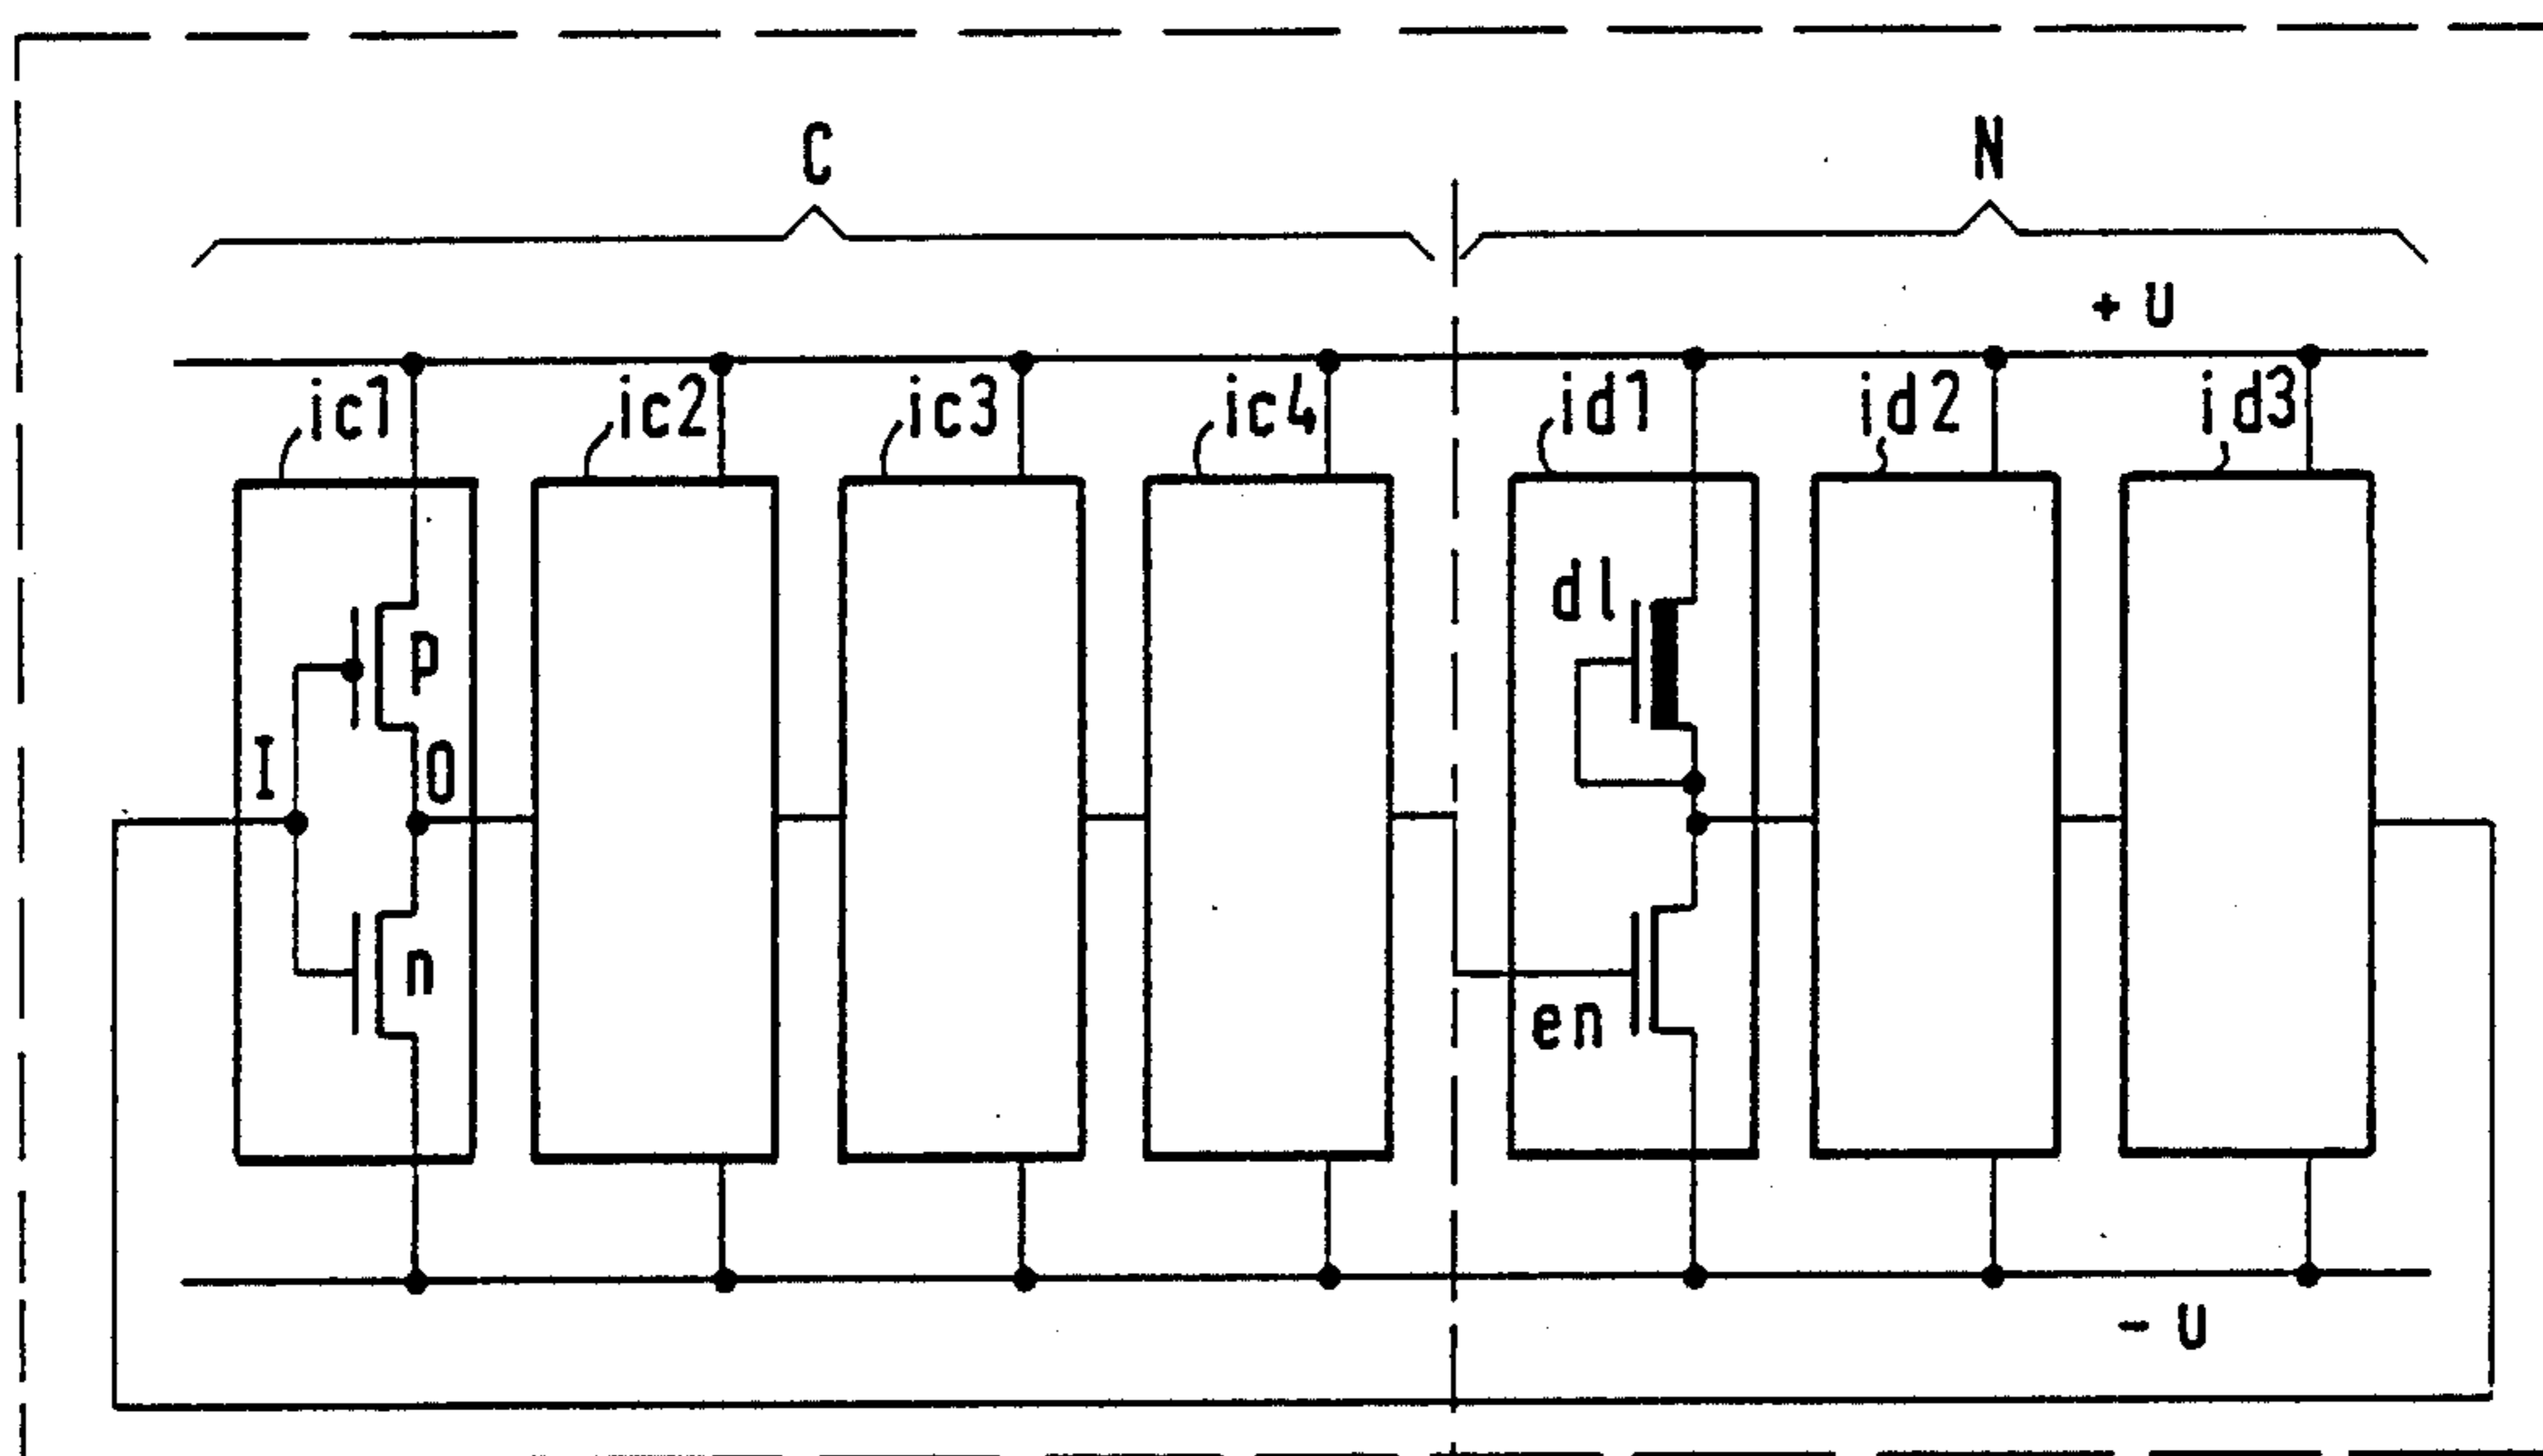 C N
+ U
ic1 ic2 ic3 ic4 id1 id2 id3
dl
p
I O
n
en
- U